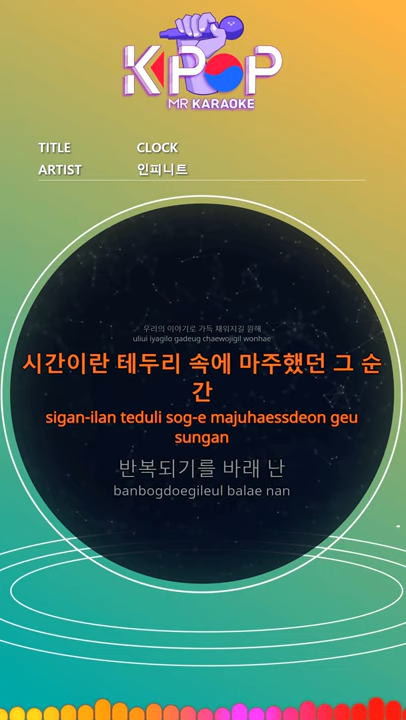 KPOP
MR KARAOKE
TITLE CLOCK
ARTIST 인피니트
우리의 이야기로 가득 채워지길 원해
uliui iyagilo gadeug chaewojigil wonhae
시간이란 테두리 속에 마주했던 그 순
간
sigan-ilan teduli sog-e majuhaessdeon geu
sungan
반복되기를 바래 난
banbogdoegileul balae nan